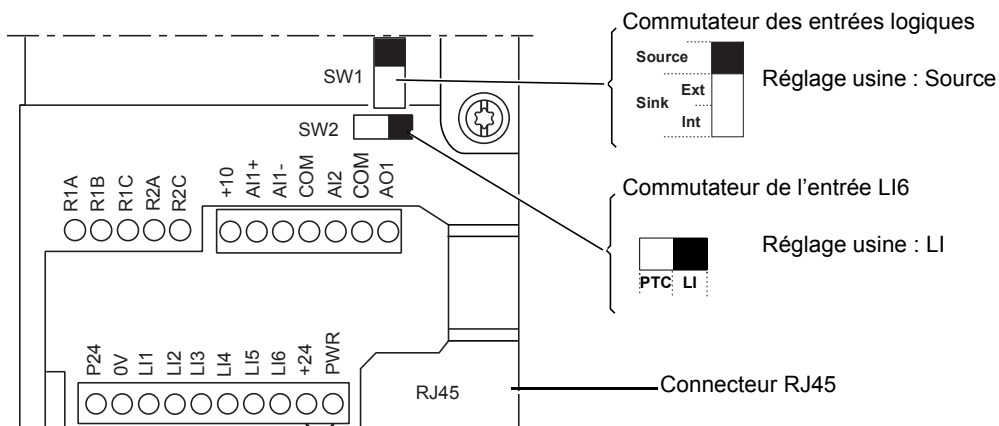 Commutateur des entrées logiques
SW1
Source
Ext
Sink
Int
Réglage usine : Source
SW2
R1A
R1B
R1C
R2A
R2C
+10
AI1+
AI1-
COM
AI2
COM
AO1
Commutateur de l’entrée LI6
Réglage usine : LI
PTC LI
P24
0V
LI1
LI2
LI3
LI4
LI5
LI6
+24
PWR
RJ45
Connecteur RJ45